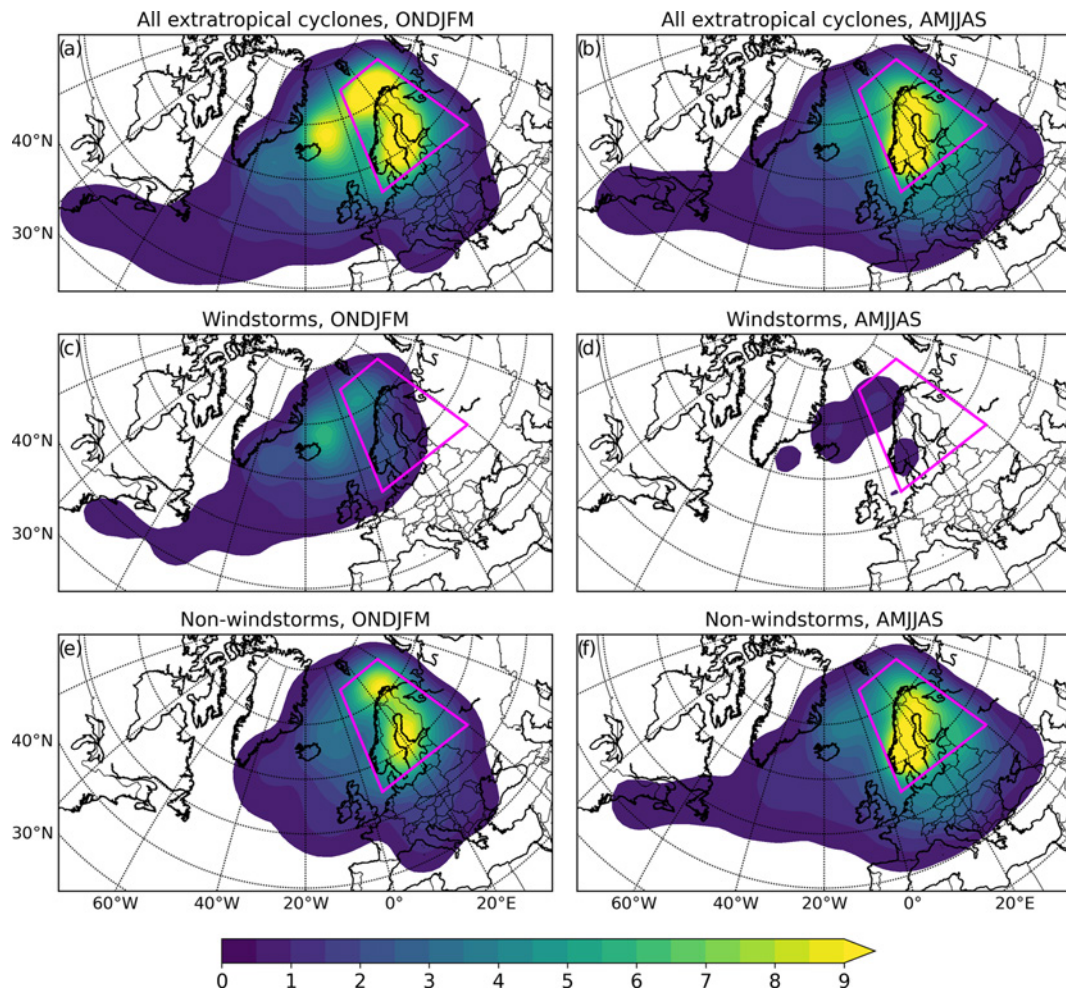 All extratropical cyclones, ONDJFM
All extratropical cyclones, AMJJAS
(a)
(b)
40°N
30°N
Windstorms, ONDJFM
Windstorms, AMJJAS
(c)
(d)
40°N
30°N
Non-windstorms, ONDJFM
Non-windstorms, AMJJAS
(e)
(f)
40°N
30°N
60°W 40°W 20°W 0° 20°E
60°W 40°W 20°W 0° 20°E
0 1 2 3 4 5 6 7 8 9